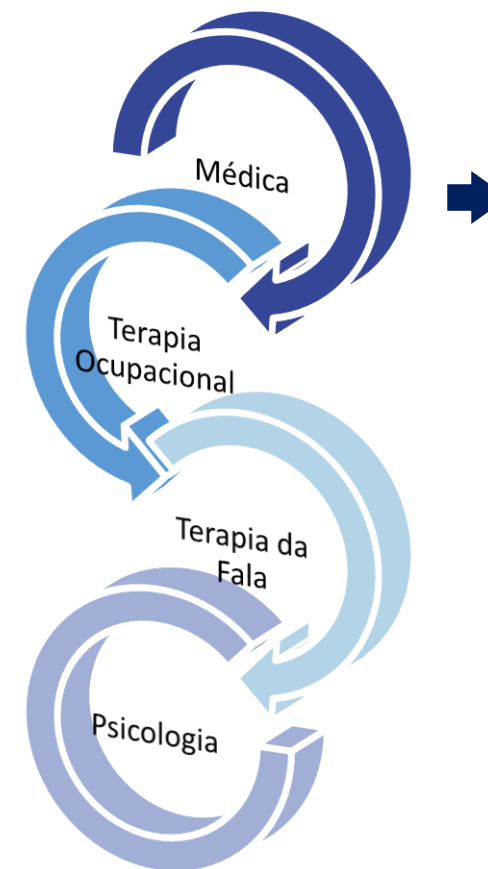 Médica
Terapia
Ocupacional
Terapia da
Fala
Psicologia